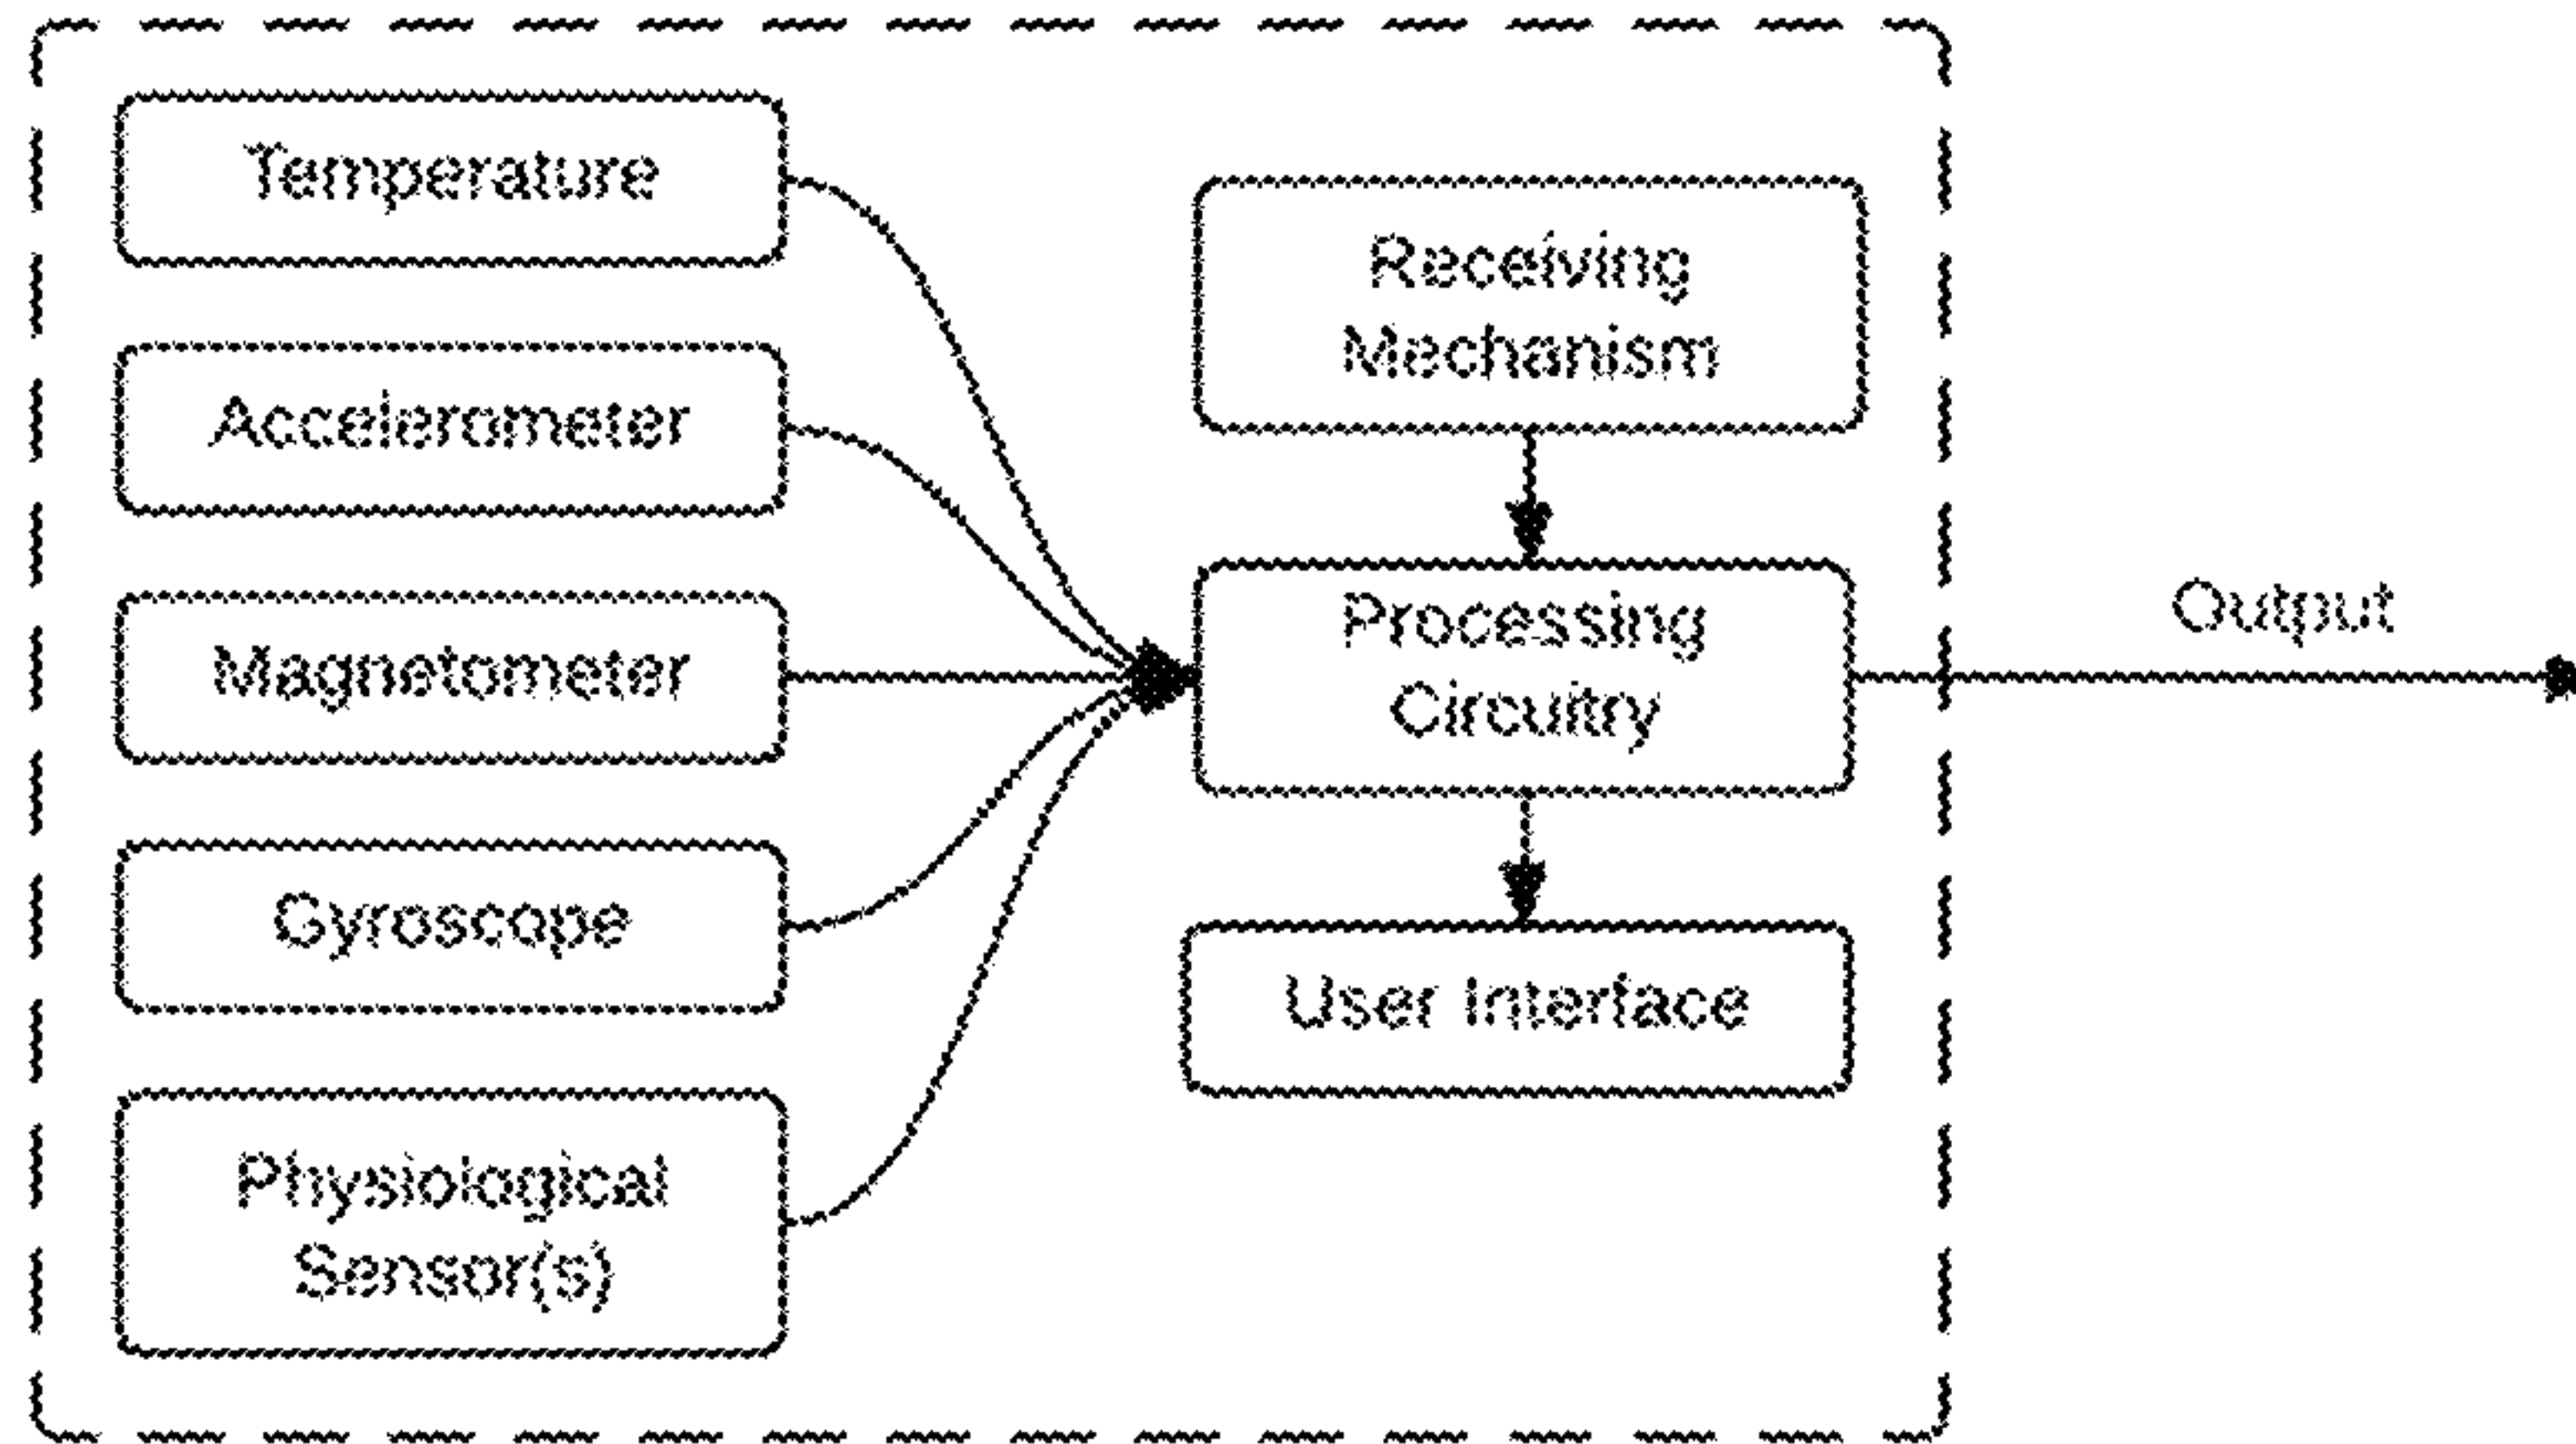 Temperature
Accelerometer
Magnetometer
Gyroscope
Physiological
Sensor(s)
Receiving
Mechanism
Processing
Circuitry
User Interface
Output